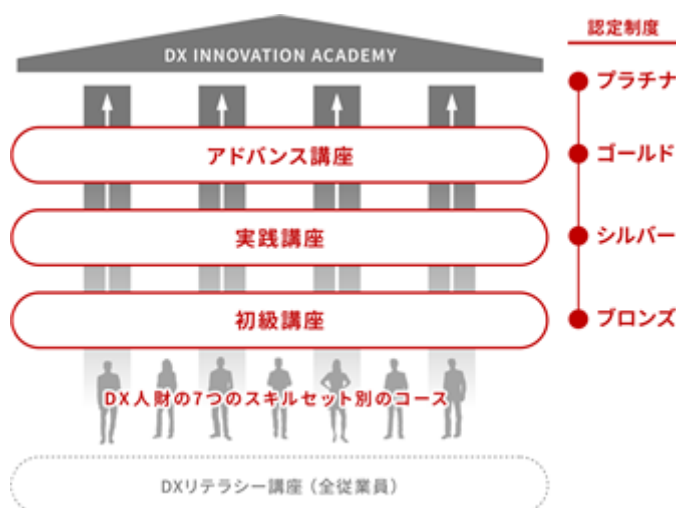 認定制度
DX INNOVATION ACADEMY
プラチナ
アドバンス講座
ゴールド
実践講座
シルバー
初級講座
ブロンズ
DX人財の7つのスキルセット別のコース
DXリテラシー講座(全従業員)